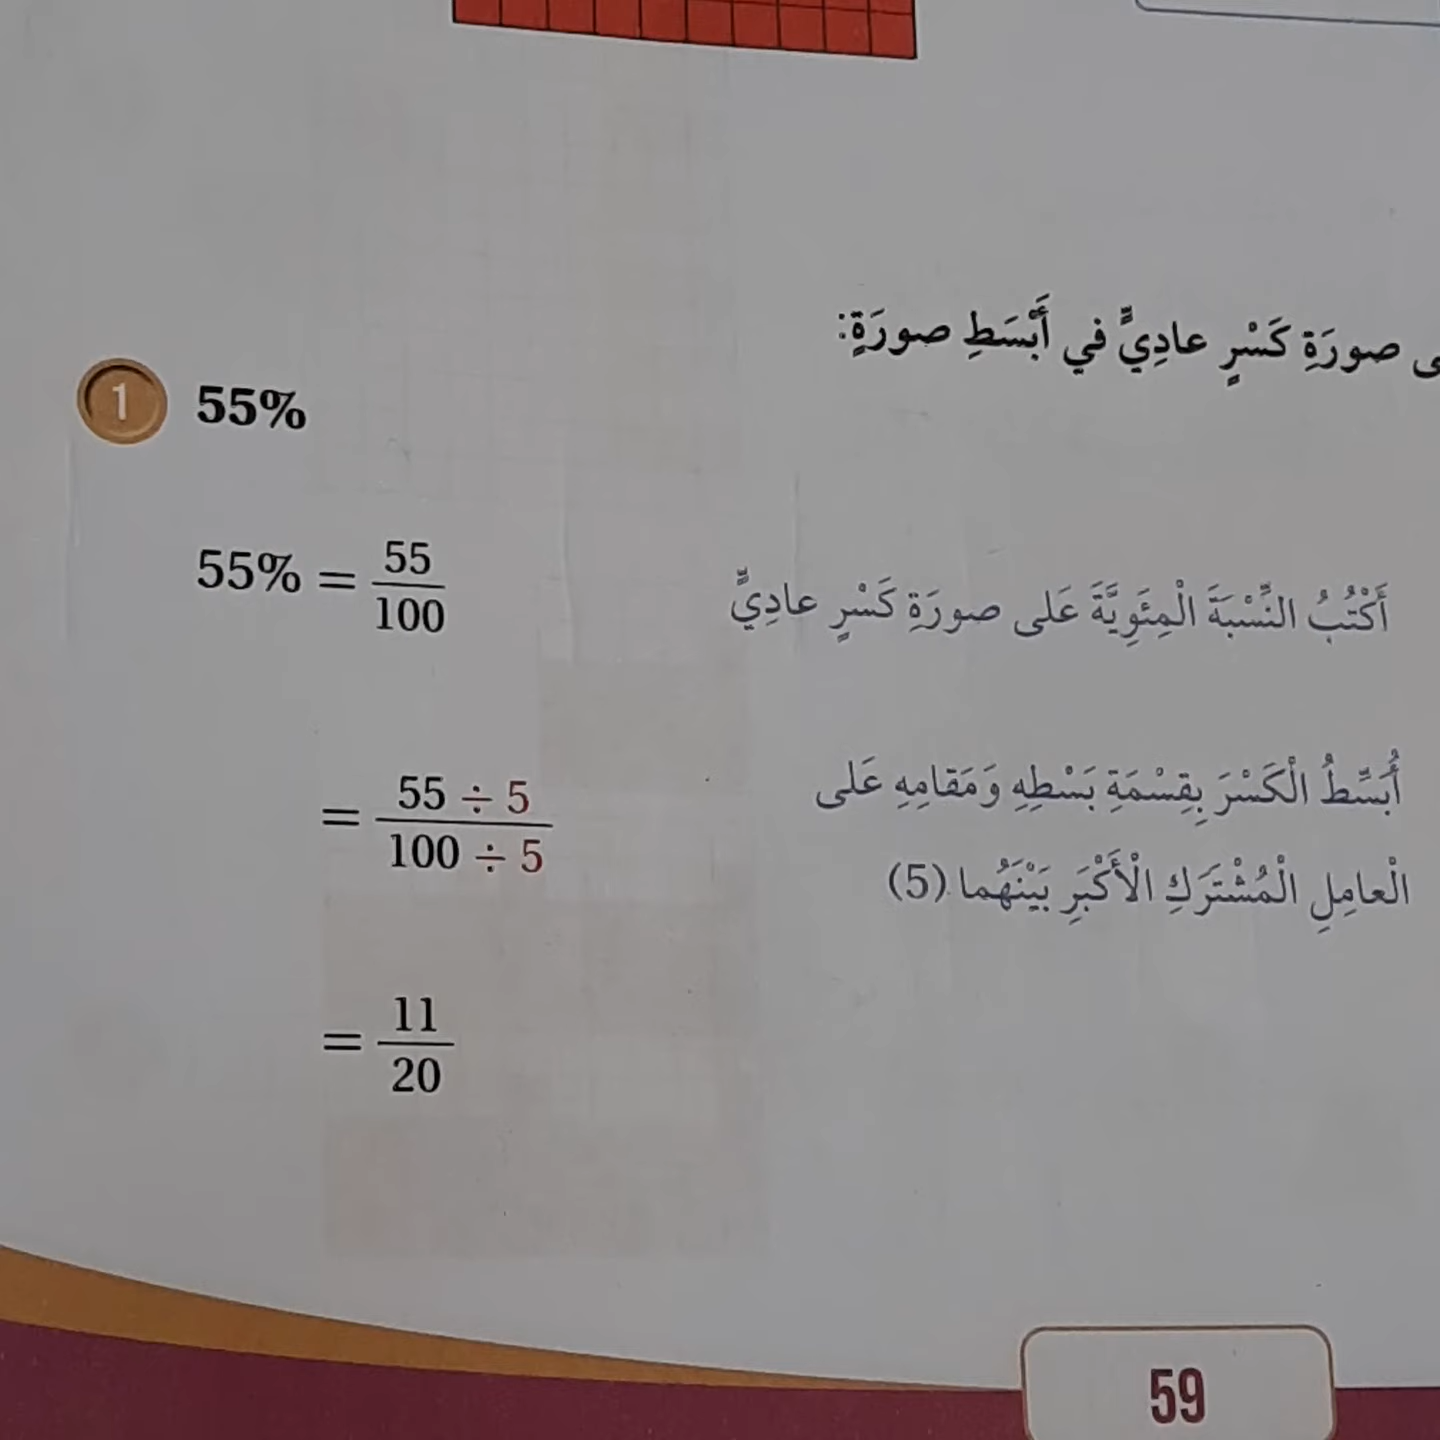 صورَةِ كَسْرٍ عادِيٍّ في أَبْسَطِ صورَةٍ:
1 55%
55% = 55/100
أَكْتُبُ النِّسْبَةَ الْمِئَوِيَّةَ عَلى صورَةِ كَسْرٍ عادِيٍّ
= 55 ÷ 5 / 100 ÷ 5
أُبَسِّطُ الْكَسْرَ بِقِسْمَةِ بَسْطِهِ وَمَقامِهِ عَلى
الْعامِلِ الْمُشْتَرَكِ الْأَكْبَرِ بَيْنَهُما (5)
= 11/20
59